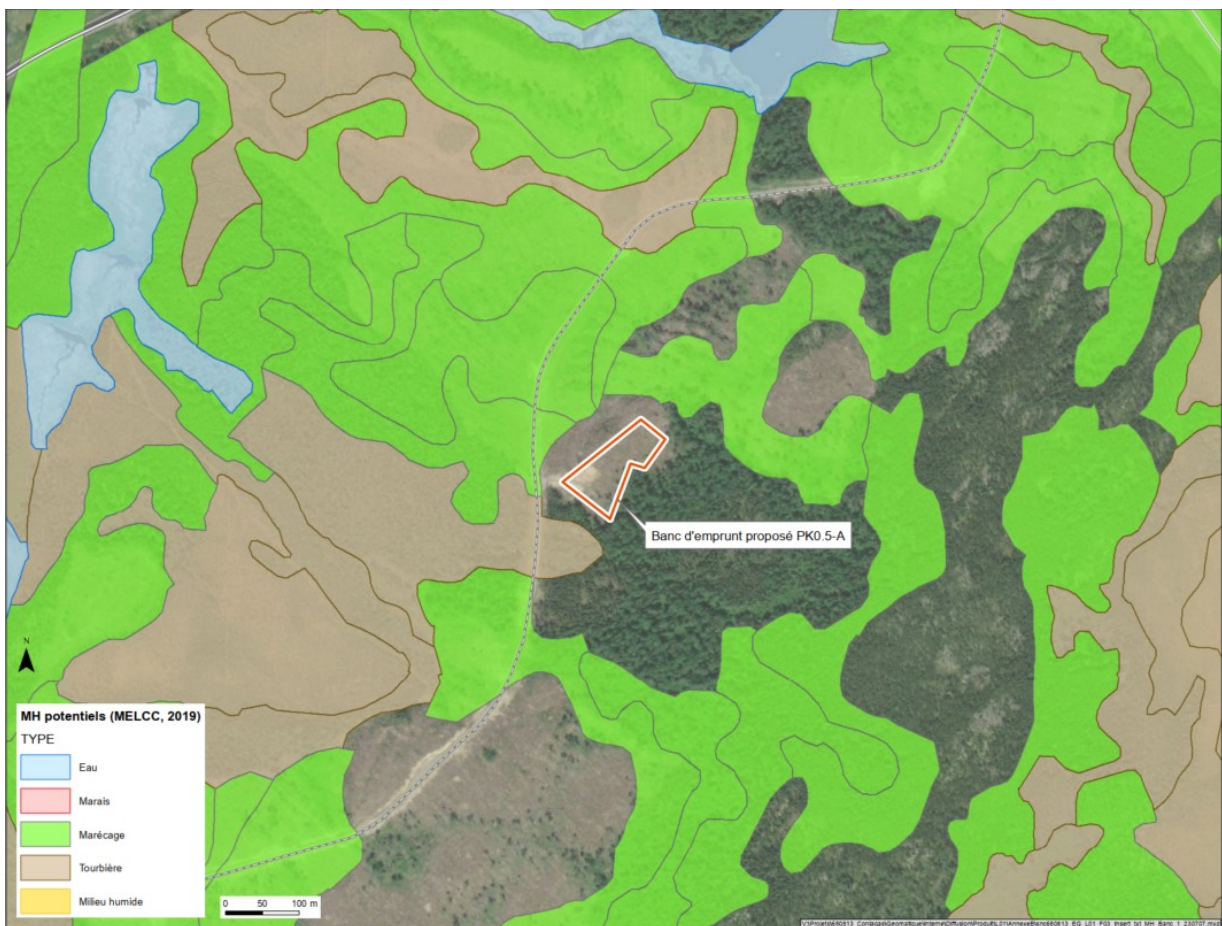 Banc d'emprunt proposé PK0.5-A
N
MH potentiels (MELCC, 2019)
TYPE
Eau
Marais
Marécage
Tourbière
Milieu humide
0 50 100 m